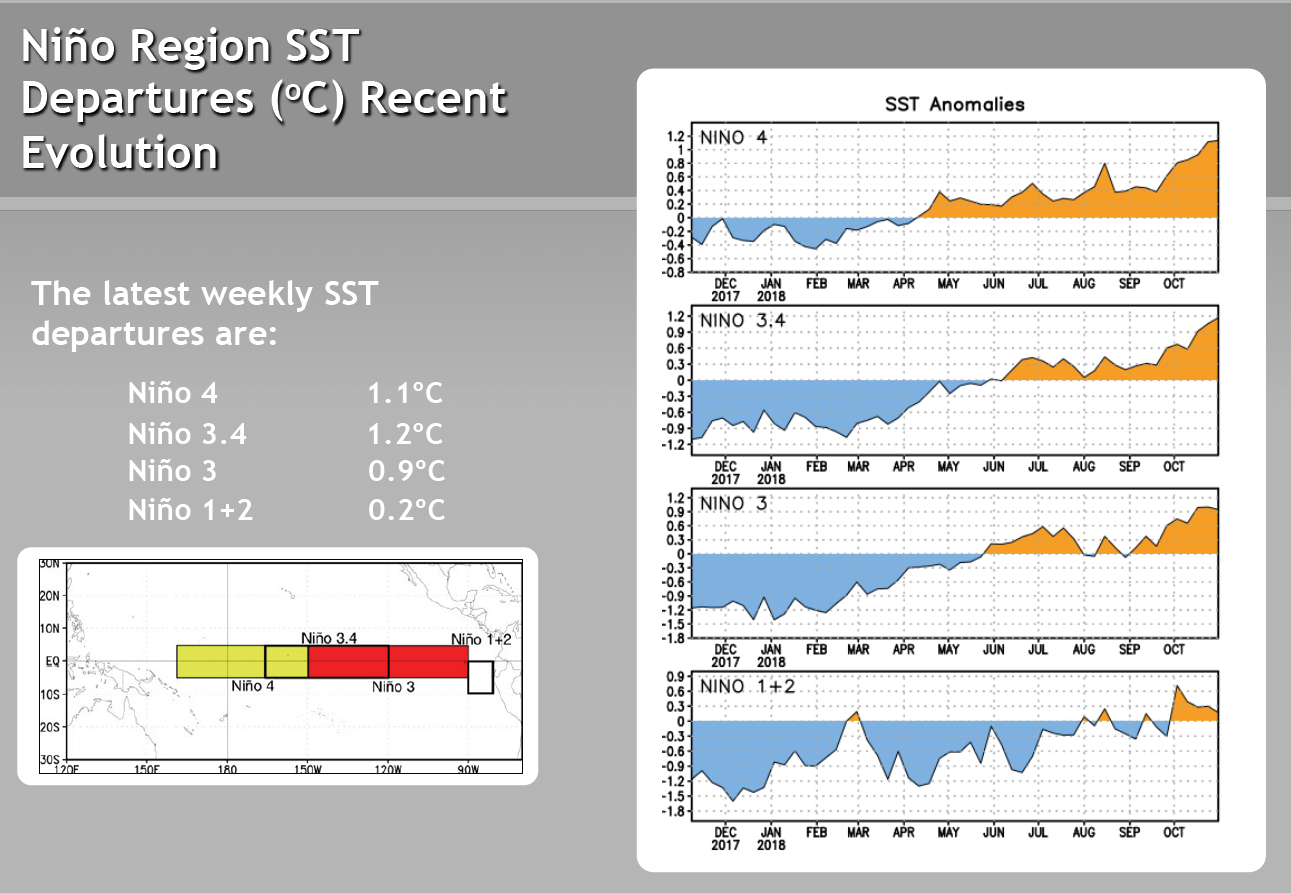 Niño Region SST
Departures (ºC) Recent
Evolution
The latest weekly SST
departures are:
Niño 4 1.1ºC
Niño 3.4 1.2ºC
Niño 3 0.9ºC
Niño 1+2 0.2ºC
30N
20N
10N
EQ
10S
20S
30S
120E 150E 180 150W 120W 90W
Niño 3.4 Niño 1+2
Niño 4 Niño 3
SST Anomalies
NINO 4
1.2
1
0.8
0.6
0.4
0.2
0
-0.2
-0.4
-0.6
-0.8
DEC JAN FEB MAR APR MAY JUN JUL AUG SEP OCT
2017 2018
NINO 3.4
1.2
0.9
0.6
0.3
0
-0.3
-0.6
-0.9
-1.2
DEC JAN FEB MAR APR MAY JUN JUL AUG SEP OCT
2017 2018
NINO 3
1.2
0.9
0.6
0.3
0
-0.3
-0.6
-0.9
-1.2
-1.5
-1.8
DEC JAN FEB MAR APR MAY JUN JUL AUG SEP OCT
2017 2018
NINO 1+2
0.9
0.6
0.3
0
-0.3
-0.6
-0.9
-1.2
-1.5
-1.8
DEC JAN FEB MAR APR MAY JUN JUL AUG SEP OCT
2017 2018